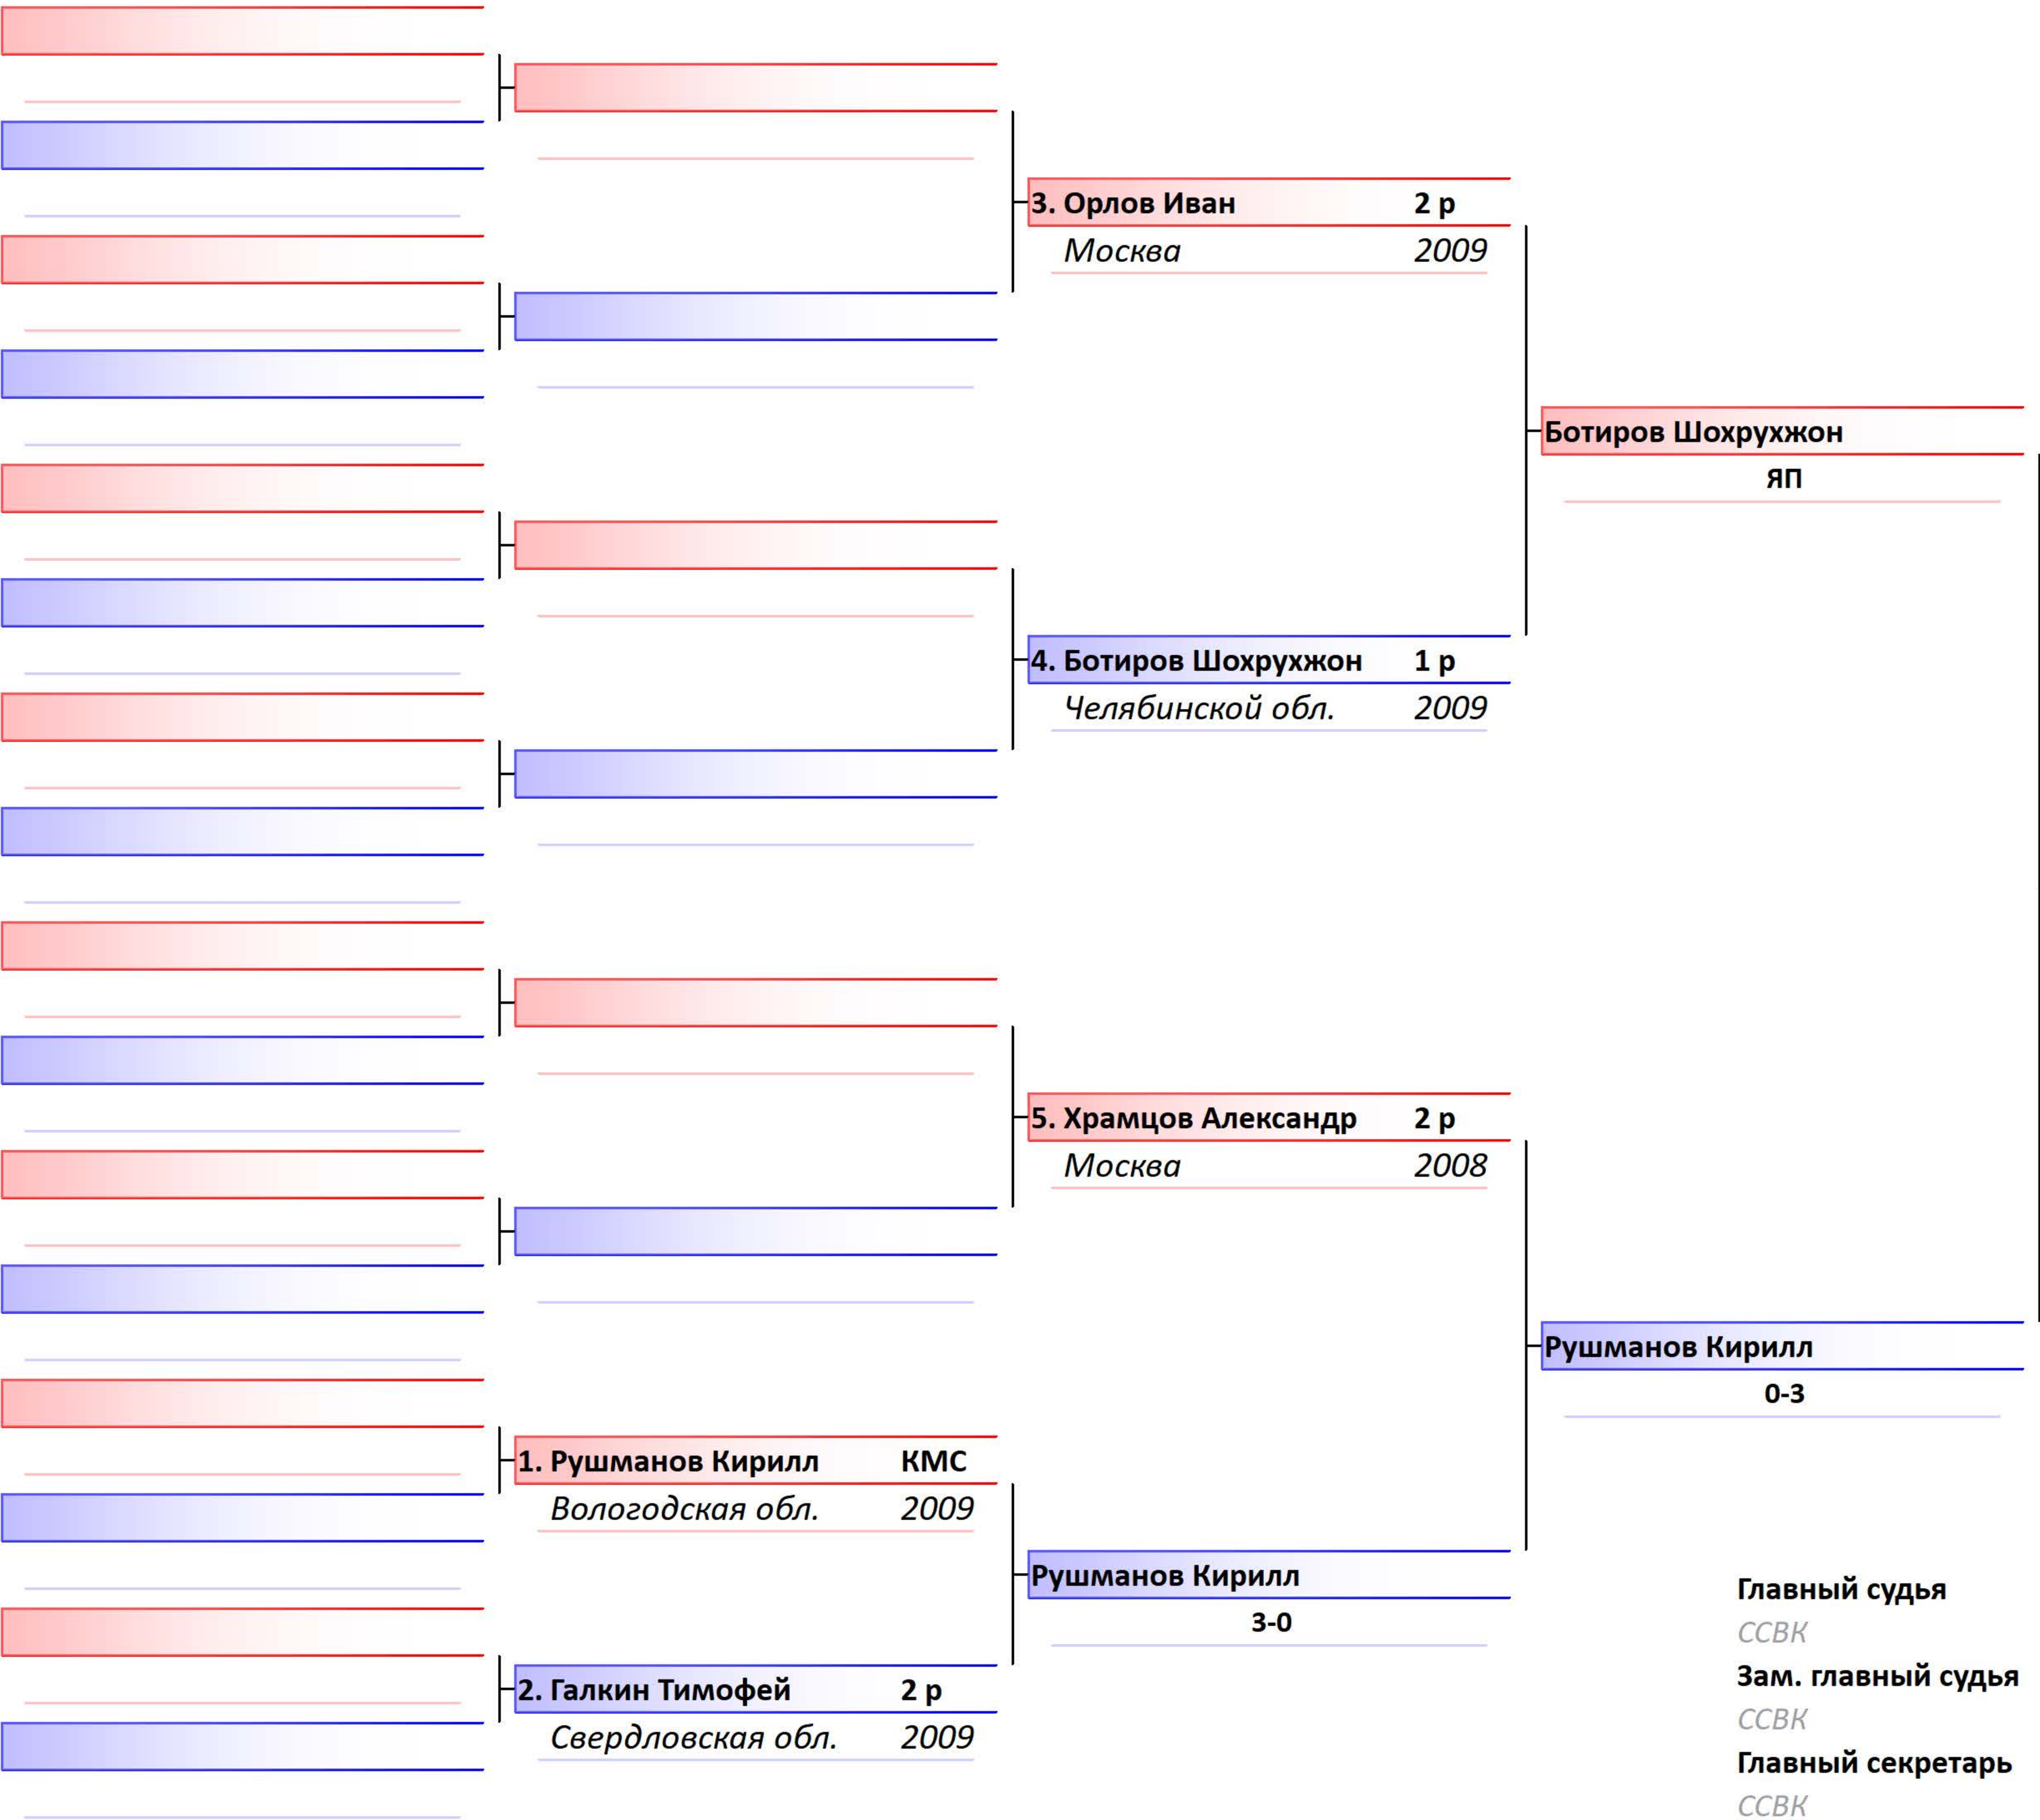 3. Орлов Иван 2 р
Москва 2009
Ботиров Шохрухжон
ЯП
4. Ботиров Шохрухжон 1 р
Челябинской обл. 2009
5. Храмцов Александр 2 р
Москва 2008
Рушманов Кирилл
0-3
1. Рушманов Кирилл КМС
Вологодская обл. 2009
Рушманов Кирилл
3-0
2. Галкин Тимофей 2 р
Свердловская обл. 2009
Главный судья
ССВК
Зам. главный судья
ССВК
Главный секретарь
ССВК